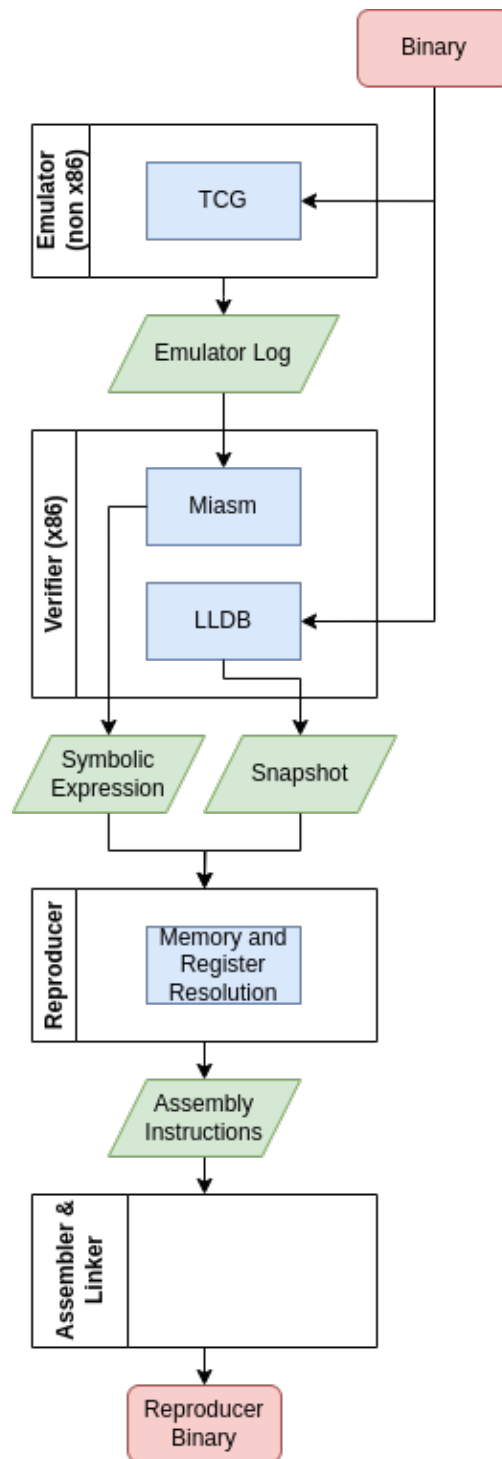 Binary
Emulator
(non x86)
TCG
Emulator Log
Verifier (x86)
Miasm
LLDB
Symbolic
Expression
Snapshot
Reproducer
Memory and
Register
Resolution
Assembly
Instructions
Assembler &
Linker
Reproducer
Binary